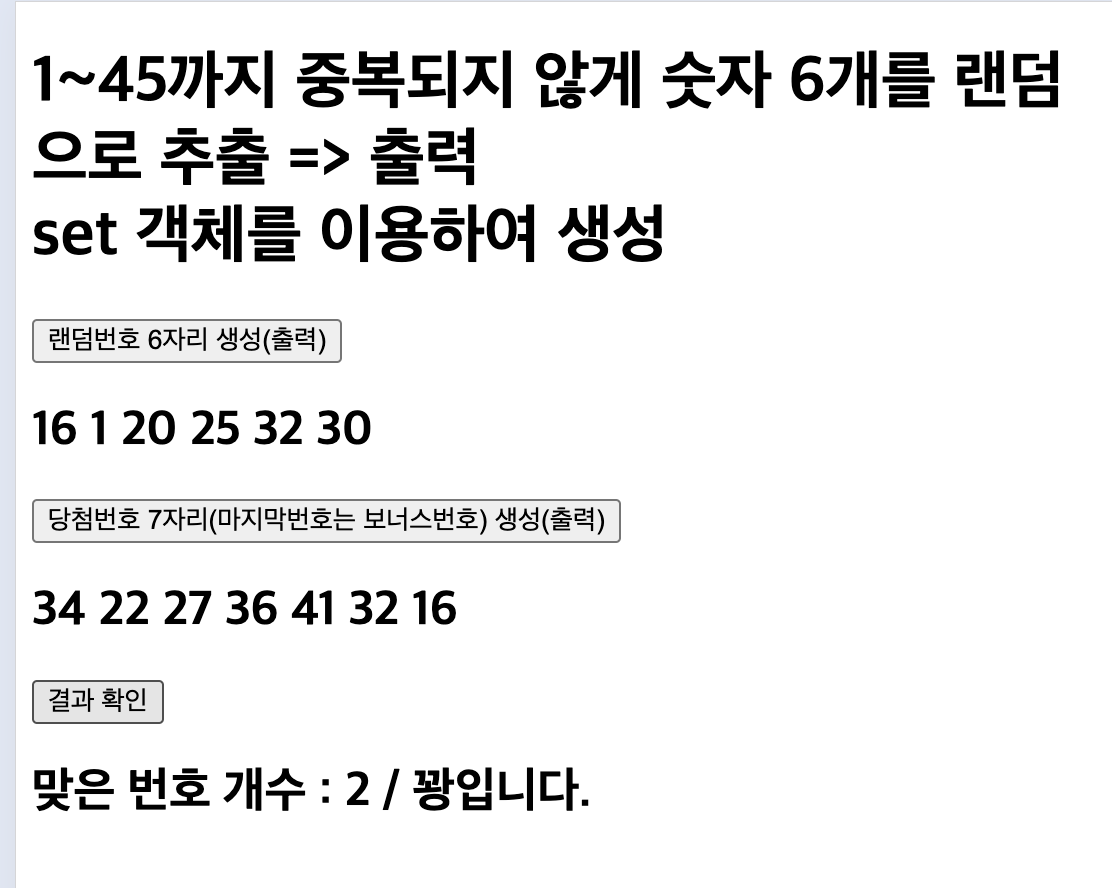 1~45까지 중복되지 않게 숫자 6개를 랜덤
으로 추출 => 출력
set 객체를 이용하여 생성
랜덤번호 6자리 생성(출력)
16 1 20 25 32 30
당첨번호 7자리(마지막번호는 보너스번호) 생성(출력)
34 22 27 36 41 32 16
결과 확인
맞은 번호 개수 : 2 / 꽝입니다.